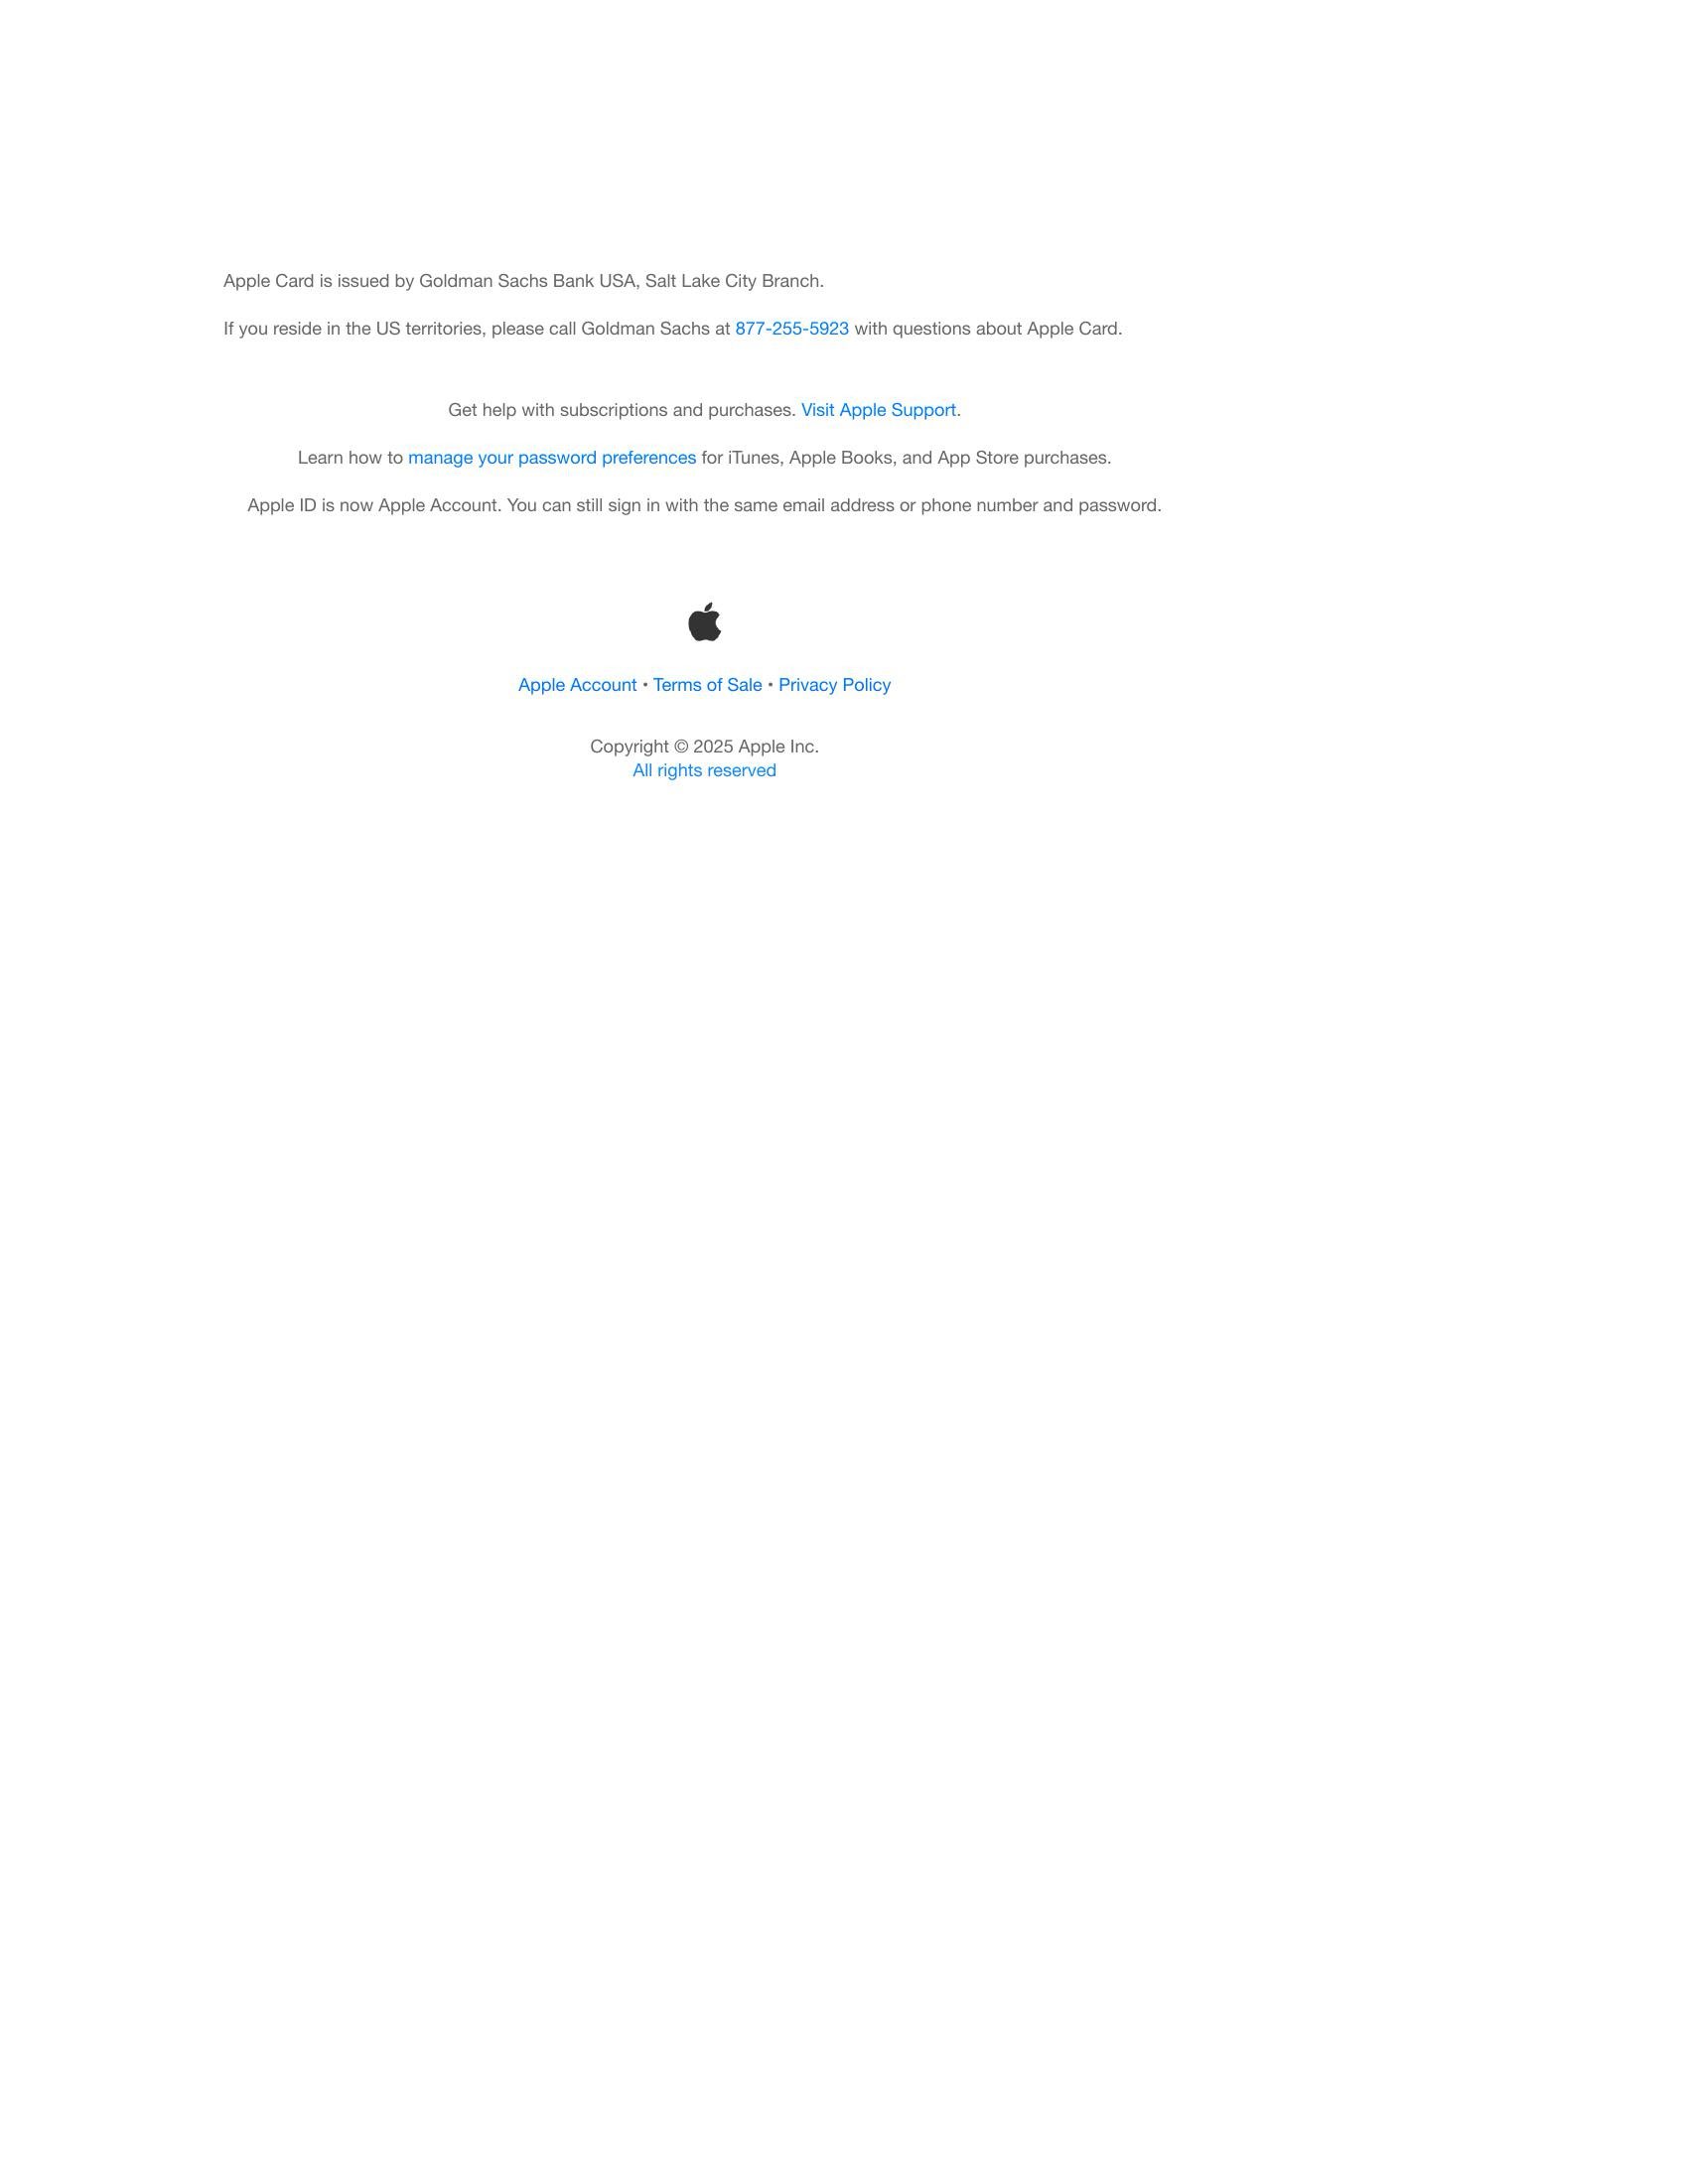 Apple Card is issued by Goldman Sachs Bank USA, Salt Lake City Branch.
If you reside in the US territories, please call Goldman Sachs at 877-255-5923 with questions about Apple Card.
Get help with subscriptions and purchases. Visit Apple Support.
Learn how to manage your password preferences for iTunes, Apple Books, and App Store purchases.
Apple ID is now Apple Account. You can still sign in with the same email address or phone number and password.
Apple Account • Terms of Sale • Privacy Policy
Copyright © 2025 Apple Inc.
All rights reserved